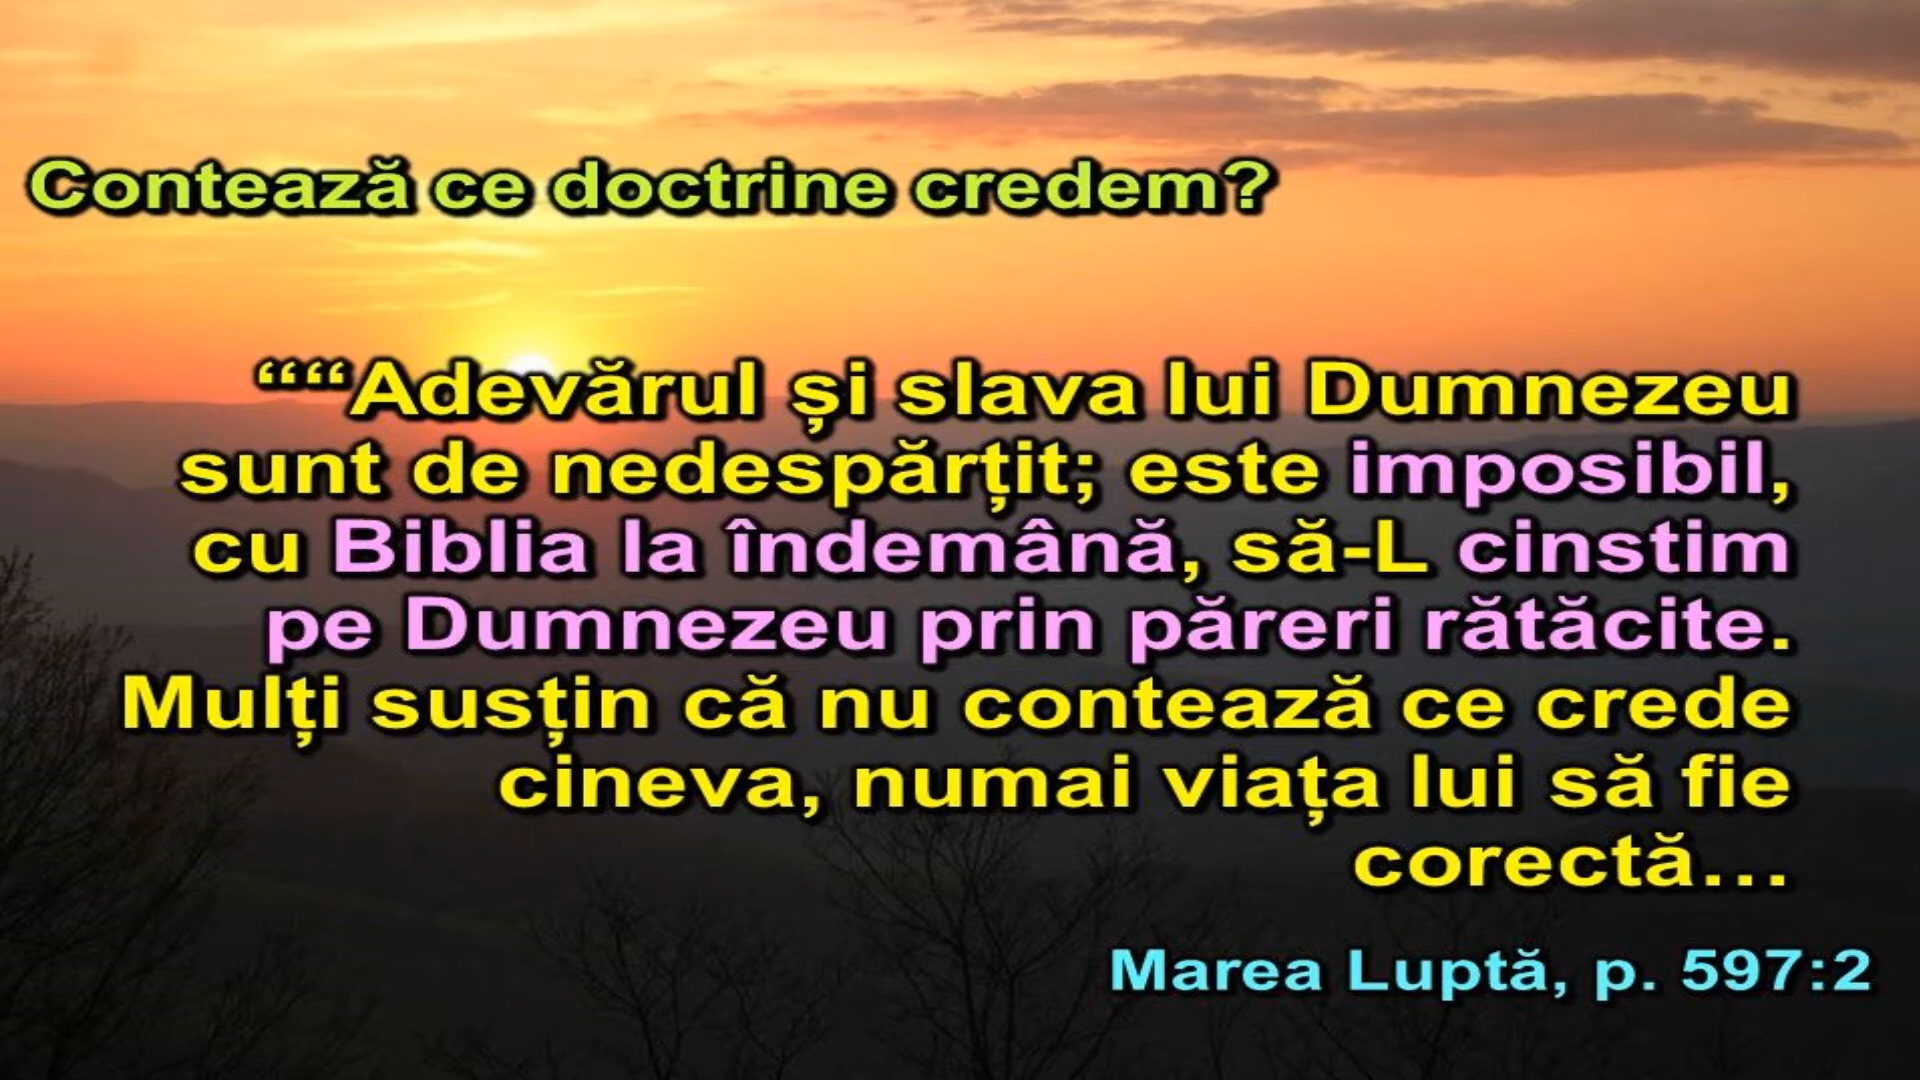 Contează ce doctrine credem?
““Adevărul și slava lui Dumnezeu
sunt de nedespărțit; este imposibil,
cu Biblia la îndemână, să-L cinstim
pe Dumnezeu prin păreri rătăcite.
Mulți susțin că nu contează ce crede
cineva, numai viața lui să fie
corectă…
Marea Luptă, p. 597:2